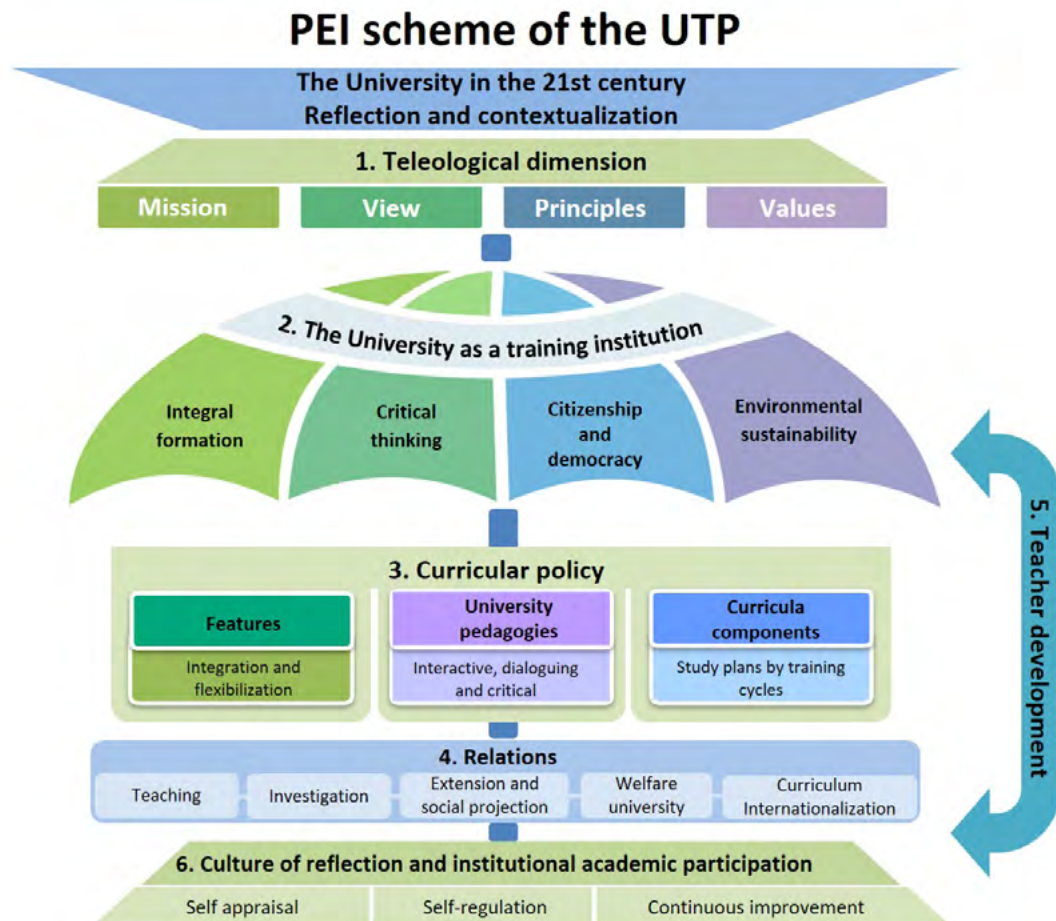 PEI scheme of the UTP
The University in the 21st century
Reflection and contextualization
1. Teleological dimension
Mission
View
Principles
Values
2. The University as a training institution
Integral
formation
Critical
thinking
Citizenship
and
democracy
Environmental
sustainability
5. Teacher development
3. Curricular policy
Features
Integration and
flexibilization
University
pedagogies
Interactive, dialoguing
and critical
Curricula
components
Study plans by training
cycles
4. Relations
Teaching
Investigation
Extension and
social projection
Welfare
university
Curriculum
Internationalization
6. Culture of reflection and institutional academic participation
Self appraisal
Self-regulation
Continuous improvement